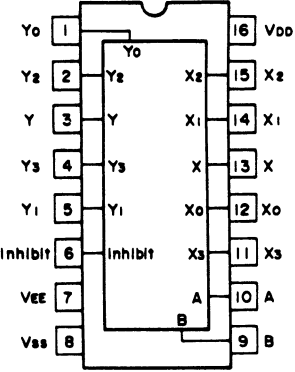 Y0 1 16 VDD
Y0
Y2 2 Y2 X2 15 X2
Y 3 Y X1 14 X1
Y3 4 Y3 X 13 X
Y1 5 Y1 X0 12 X0
Inhibit 6 Inhibit X3 11 X3
VEE 7 A 10 A
B
VSS 8 9 B